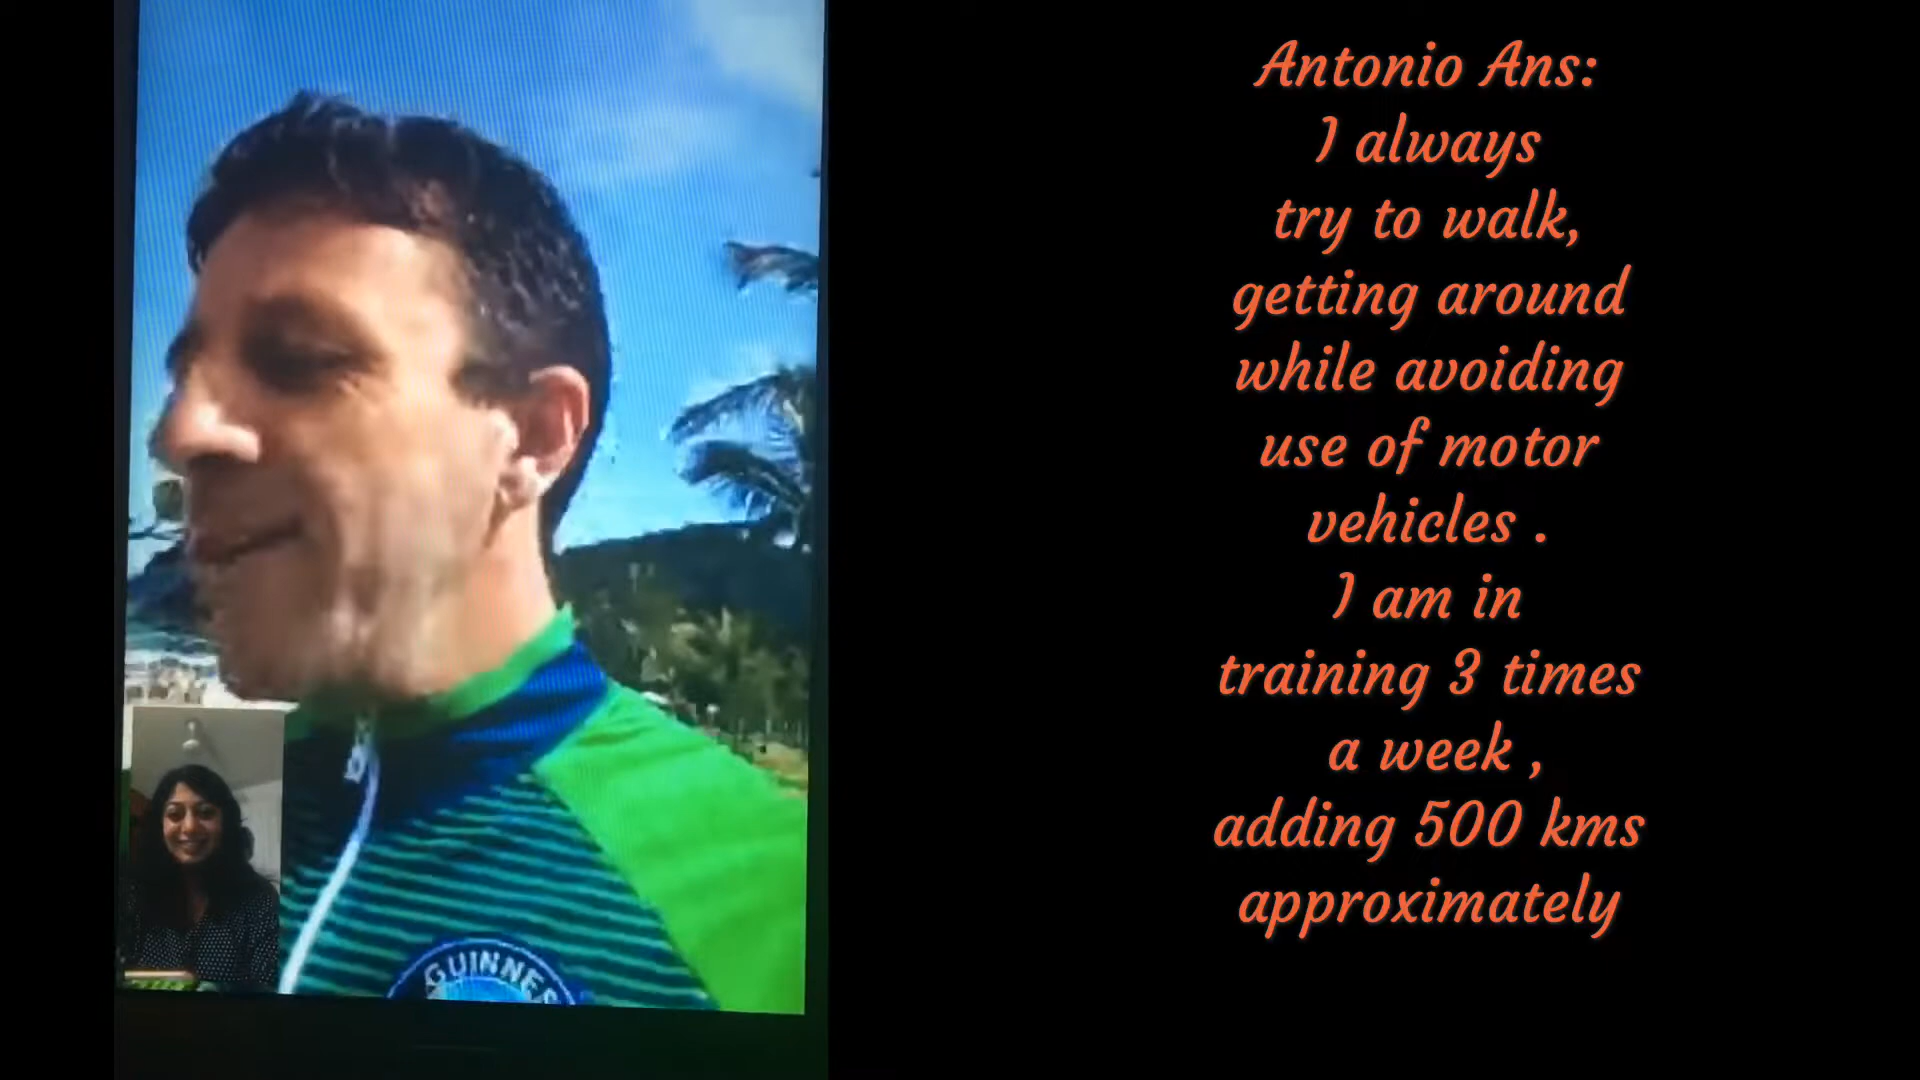 Antonio Ans:
I always
try to walk,
getting around
while avoiding
use of motor
vehicles .
I am in
training 3 times
a week ,
adding 500 kms
approximately
GUINNES